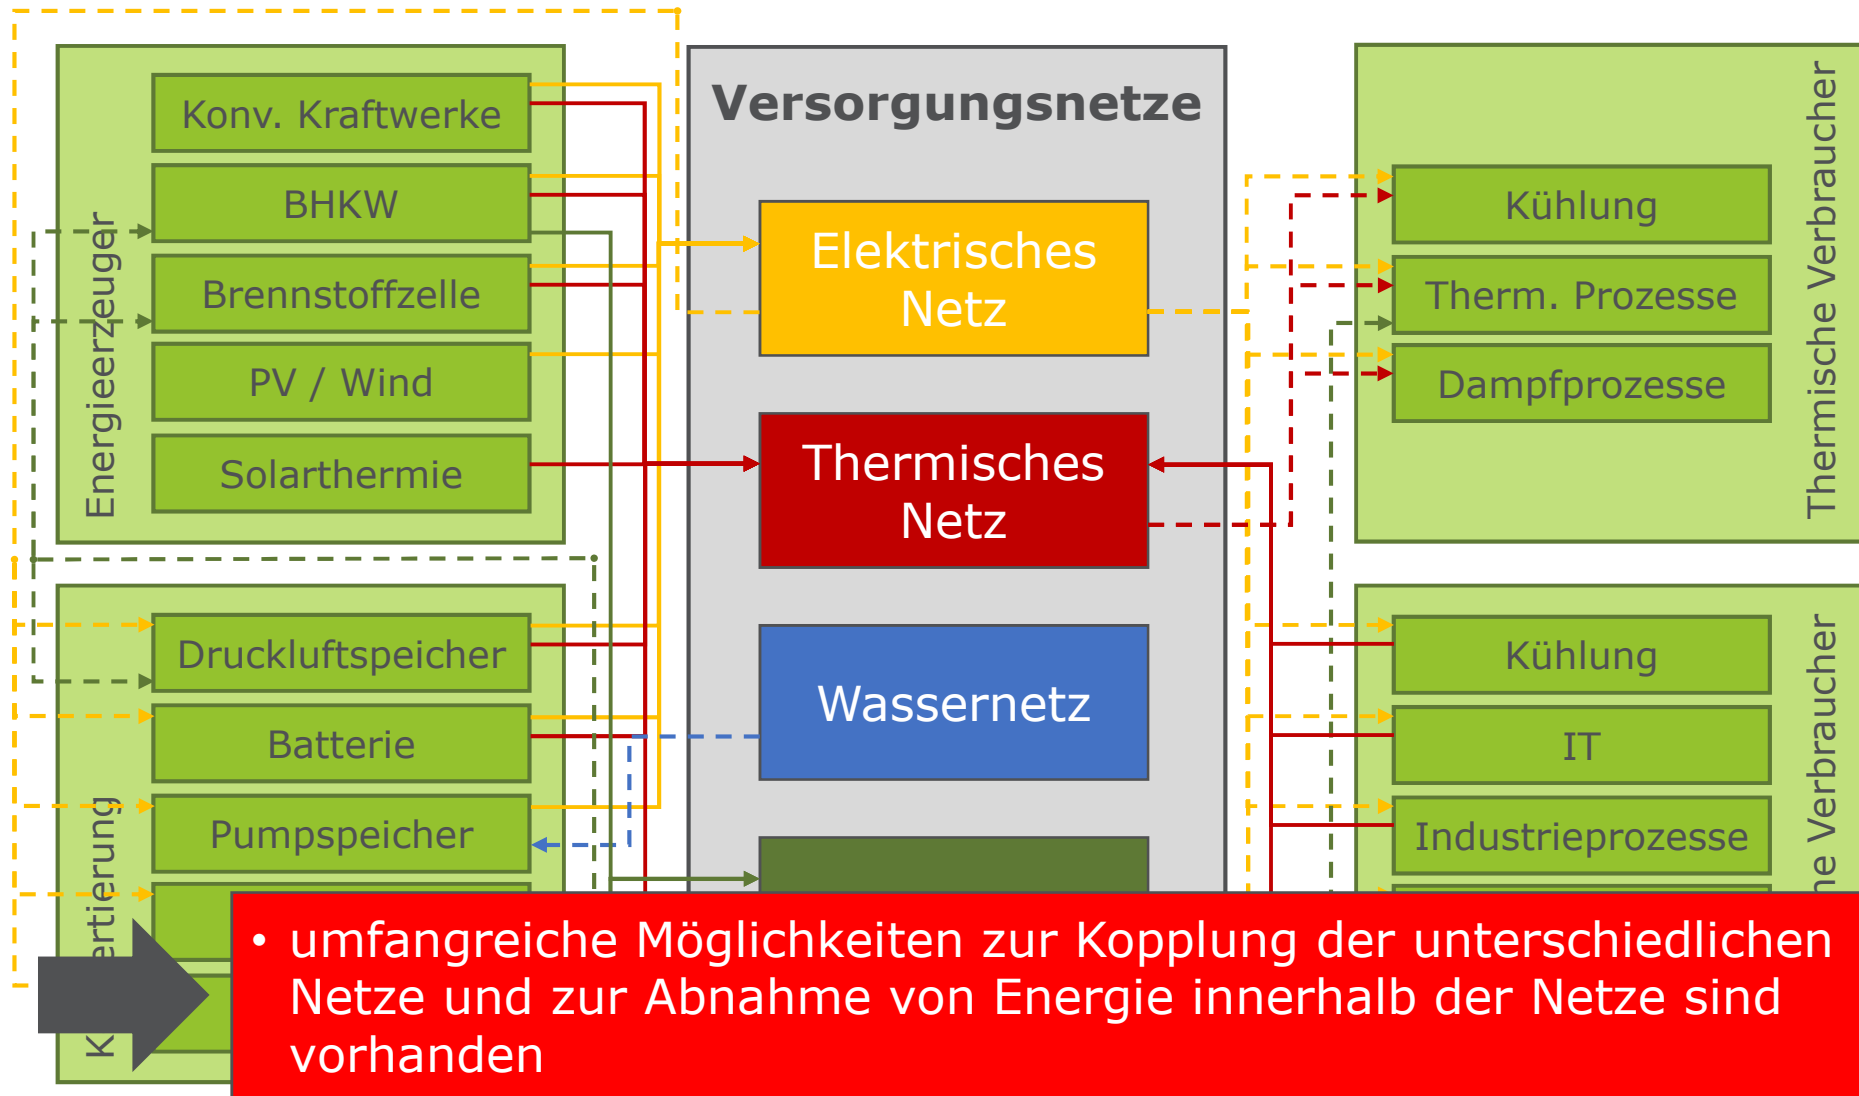 Energieerzeuger
Konv. Kraftwerke
BHKW
Brennstoffzelle
PV / Wind
Solarthermie
Druckluftspeicher
Batterie
Pumpspeicher
Versorgungsnetze
Elektrisches
Netz
Thermisches
Netz
Wassernetz
Thermische Verbraucher
Kühlung
Therm. Prozesse
Dampfprozesse
Verbraucher
Kühlung
IT
Industrieprozesse
• umfangreiche Möglichkeiten zur Kopplung der unterschiedlichen
Netze und zur Abnahme von Energie innerhalb der Netze sind
vorhanden